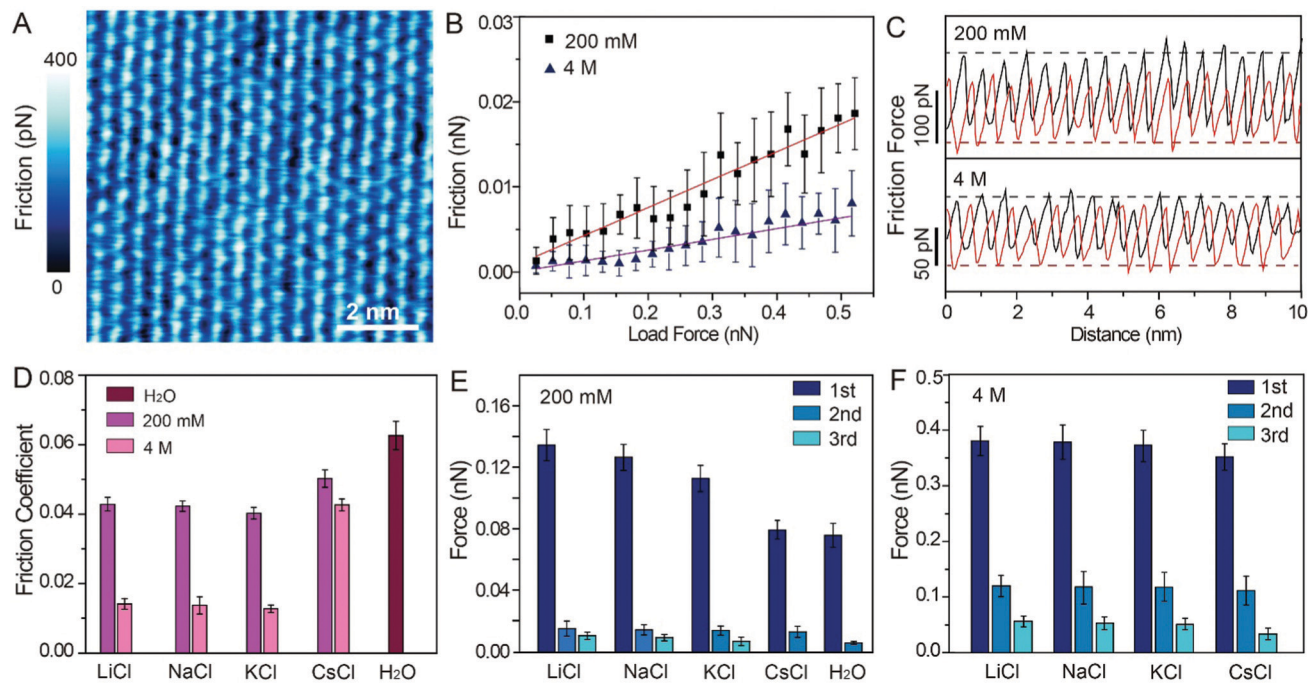 A
400
Friction (pN)
0
2 nm
B
0.03
0.02
0.01
0.00
Friction (nN)
200 mM
4 M
0.0 0.1 0.2 0.3 0.4 0.5
Load Force (nN)
C
200 mM
100 pN
4 M
50 pN
Friction Force
0 2 4 6 8 10
Distance (nm)
D
0.08
0.06
0.04
0.02
0.00
Friction Coefficient
H₂O
200 mM
4 M
LiCl NaCl KCl CsCl H₂O
E
200 mM
0.16
0.12
0.08
0.04
0.00
Force (nN)
1st
2nd
3rd
LiCl NaCl KCl CsCl H₂O
F
4 M
0.5
0.4
0.3
0.2
0.1
0.0
Force (nN)
1st
2nd
3rd
LiCl NaCl KCl CsCl